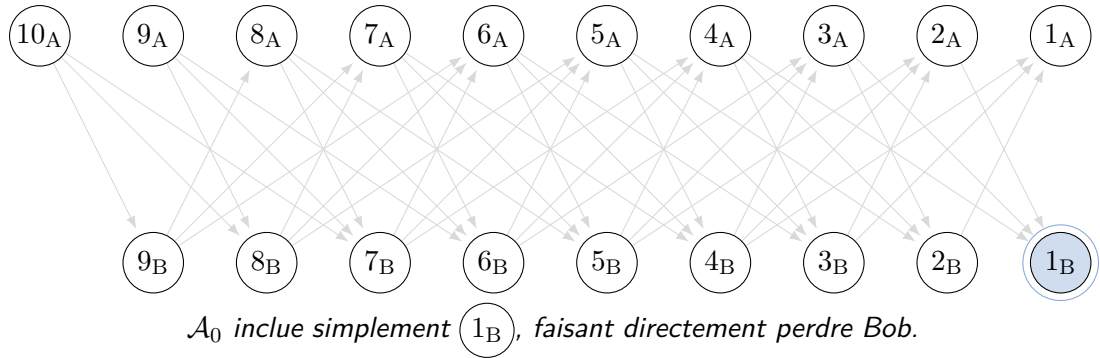 10A 9A 8A 7A 6A 5A 4A 3A 2A 1A
9B 8B 7B 6B 5B 4B 3B 2B 1B
𝒜0 inclue simplement 1B, faisant directement perdre Bob.